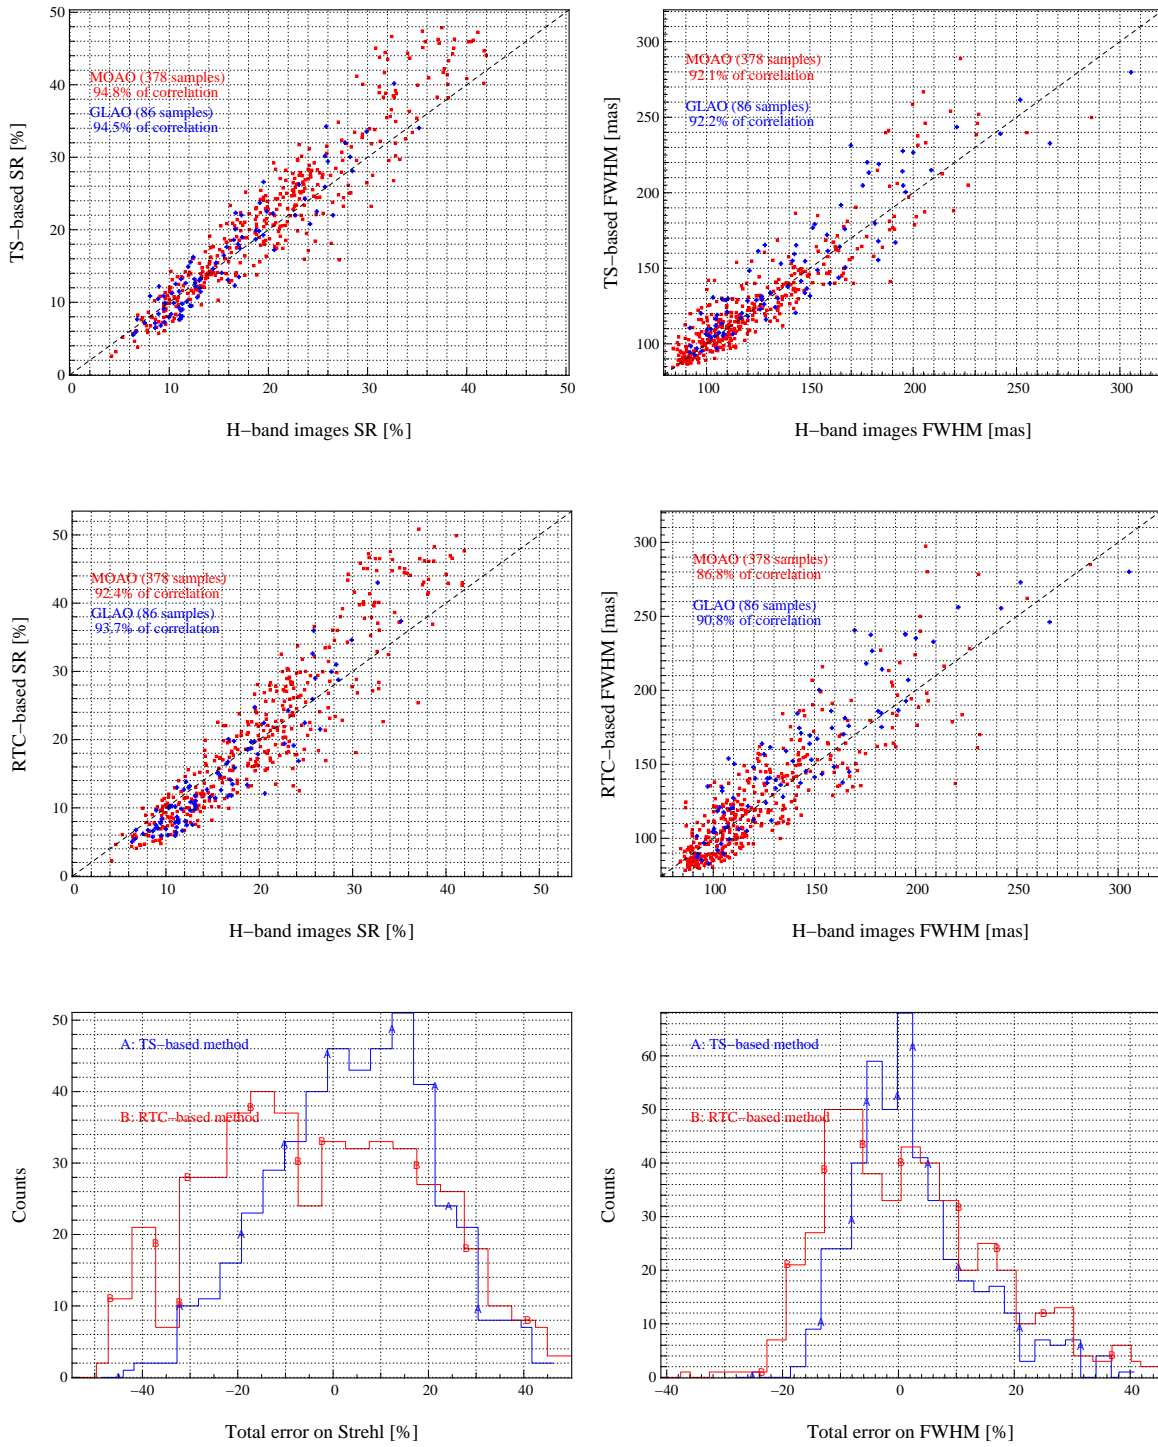 50
40
30
20
10
0
0
10
20
30
40
50
TS−based SR [%]
H−band images SR [%]
MOAO (378 samples)
94.8% of correlation
GLAO (86 samples)
94.5% of correlation
300
250
200
150
100
100
150
200
250
300
TS−based FWHM [mas]
H−band images FWHM [mas]
MOAO (378 samples)
92.1% of correlation
GLAO (86 samples)
92.2% of correlation
50
40
30
20
10
0
0
10
20
30
40
50
RTC−based SR [%]
H−band images SR [%]
MOAO (378 samples)
92.4% of correlation
GLAO (86 samples)
93.7% of correlation
300
250
200
150
100
100
150
200
250
300
RTC−based FWHM [mas]
H−band images FWHM [mas]
MOAO (378 samples)
86.8% of correlation
GLAO (86 samples)
90.8% of correlation
50
40
30
20
10
0
−40
−20
0
20
40
Counts
Total error on Strehl [%]
A: TS−based method
B: RTC−based method
60
50
40
30
20
10
0
−40
−20
0
20
40
Counts
Total error on FWHM [%]
A: TS−based method
B: RTC−based method